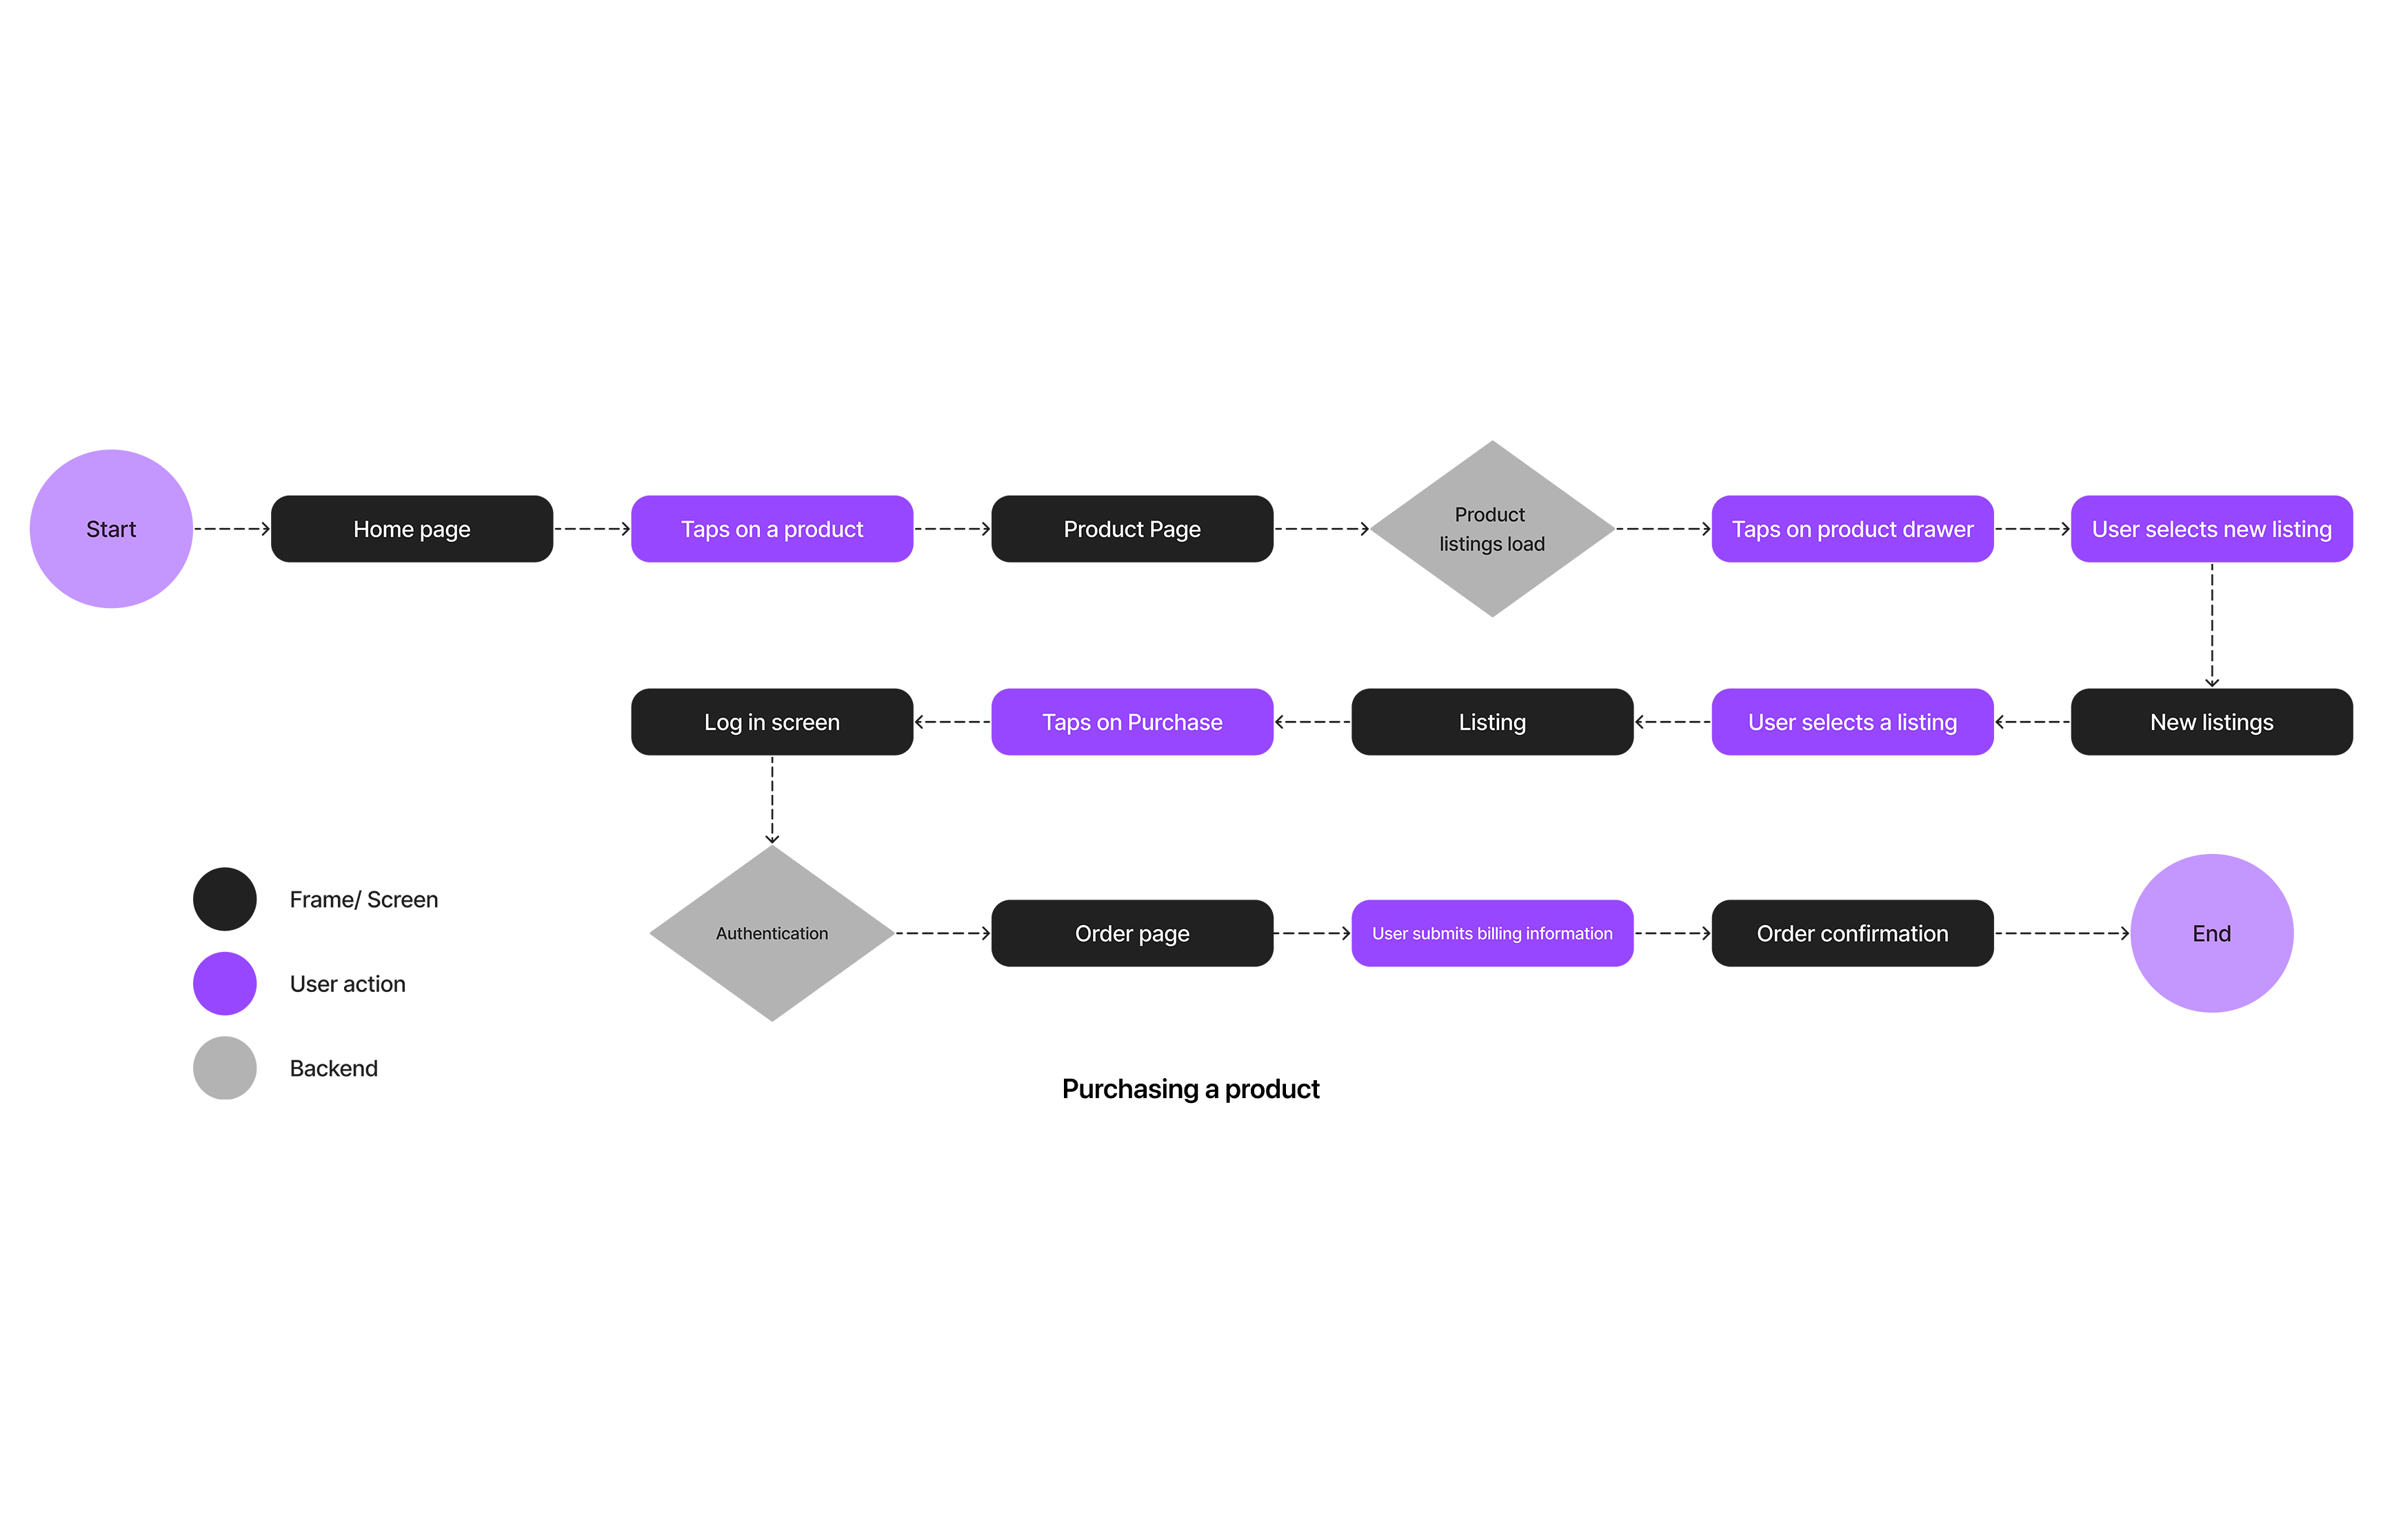 Start
Home page
Taps on a product
Product Page
Product
listings load
Taps on product drawer
User selects new listing
Log in screen
Taps on Purchase
Listing
User selects a listing
New listings
Frame/ Screen
User action
Backend
Authentication
Order page
User submits billing information
Order confirmation
End
Purchasing a product